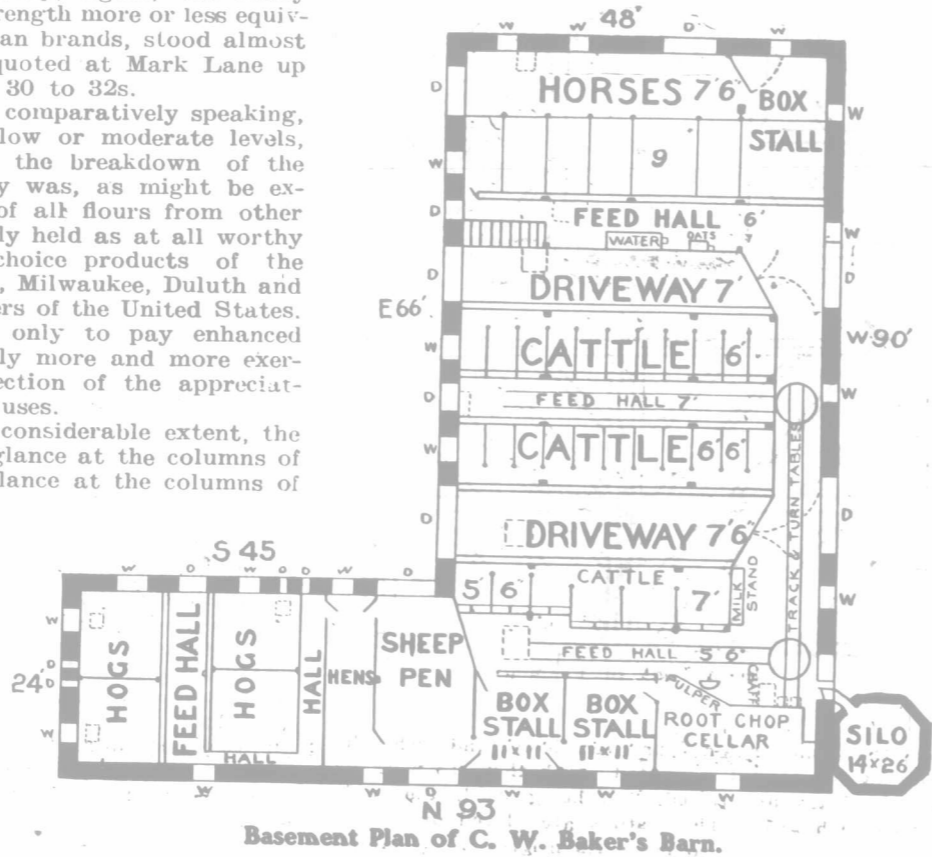 rength more or less equiv-
an brands, stood almost
quoted at Mark Lane up
30 to 32s.
comparatively speaking,
low or moderate levels,
the breakdown of the
y was, as might be ex-
of all flours from other
ly held as at all worthy
choice products of the
, Milwaukee, Duluth and
ers of the United States.
only to pay enhanced
ly more and more exer-
ection of the appreciat-
uses.
considerable extent, the
glance at the columns of
lance at the columns of
48'
W W D W
D
HORSES 7'6" BOX
STALL
W
9
W
D
FEED HALL 6'
WATER
OATS
W
D
DRIVEWAY 7'
D
E 66'
W 90'
W
CATTLE 6'
W
D
FEED HALL 7'
W
CATTLE 6'6"
D
DRIVEWAY 7'6"
D
TRACK & TURN TABLES
S 45
W D W D D W D
5' 6'
CATTLE
7'
MILK STAND
W
W
D
24'
W
HOGS
FEED HALL
HOGS
HALL
HENS
SHEEP
PEN
FEED HALL 5'6"
PULPER
BOX
STALL
11 x 11'
BOX
STALL
11' x 11'
ROOT CHOP
CELLAR
HALL
SILO
14 x 26
W W D W W W
N 93
Basement Plan of C. W. Baker's Barn.